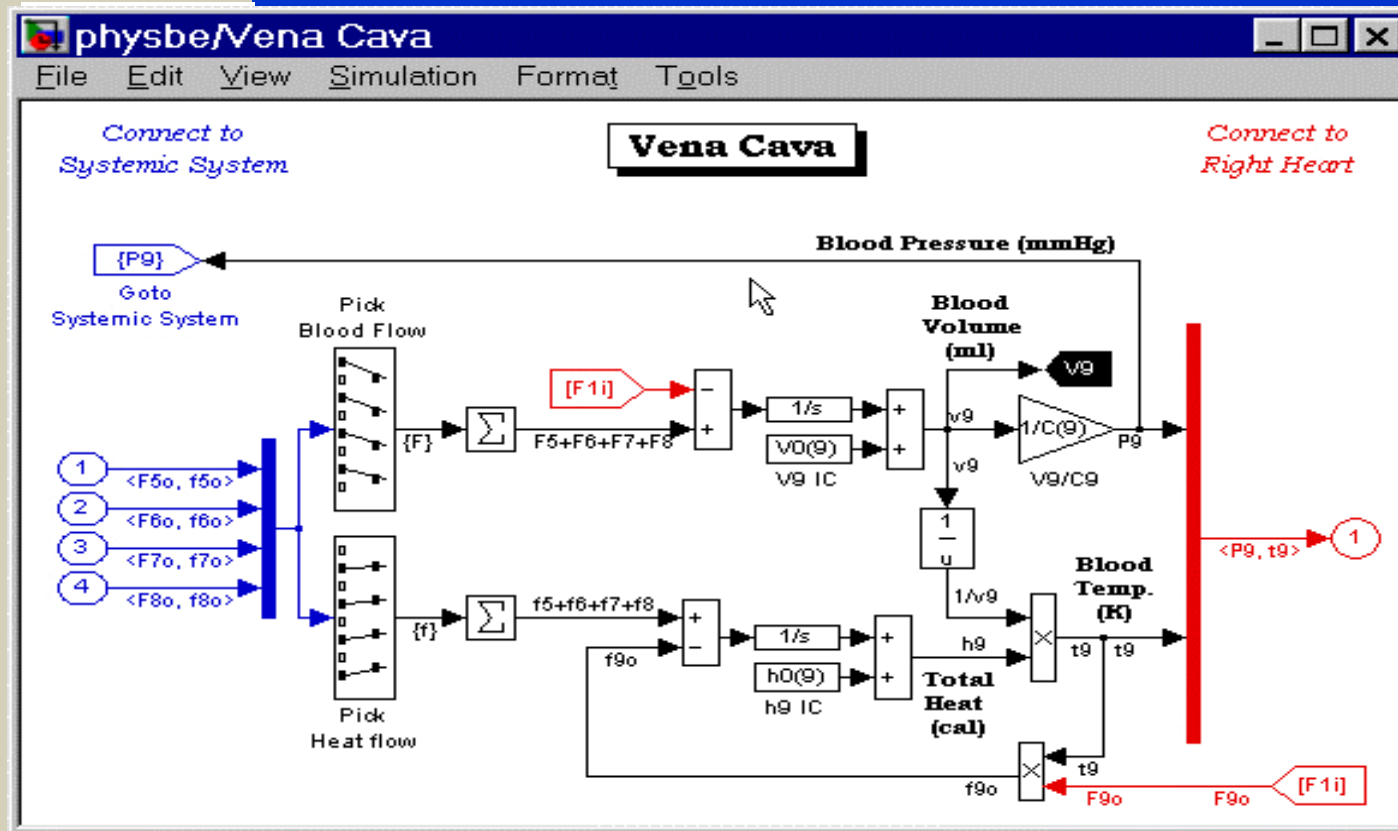 physbe/Vena Cava
File Edit View Simulation Format Tools
Connect to
Systemic System
Vena Cava
Connect to
Right Heart
Blood Pressure (mmHg)
{P9}
Goto
Systemic System
Pick
Blood Flow
{F}
Σ
F5+F6+F7+F8
[F1i]
−
+
1/s
V0(9)
V9 IC
+
+
Blood
Volume
(ml)
V9
v9
1/C(9)
P9
V9/C9
v9
1
u
1/v9
1
<F5o, f5o>
2
<F6o, f6o>
3
<F7o, f7o>
4
<F8o, f8o>
{f}
Pick
Heat flow
Σ
f5+f6+f7+f8
+
−
f9o
1/s
h0(9)
h9 IC
+
+
h9
Total
Heat
(cal)
×
Blood
Temp.
(K)
t9 t9
<P9, t9>
1
×
t9
f9o
F9o F9o
[F1i]